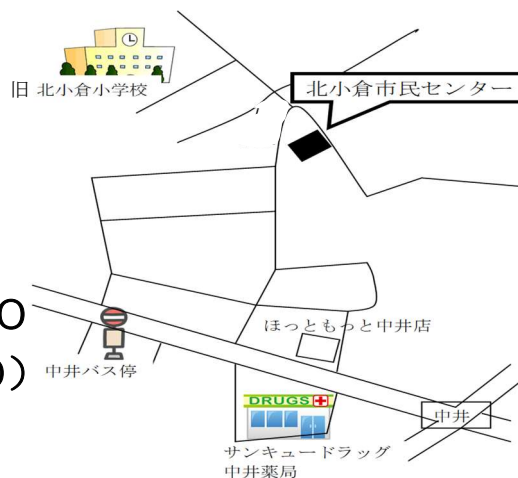 旧 北小倉小学校
北小倉市民センター
ほっともっと中井店
中井バス停
DRUGS
中井
サンキュードラッグ
中井薬局